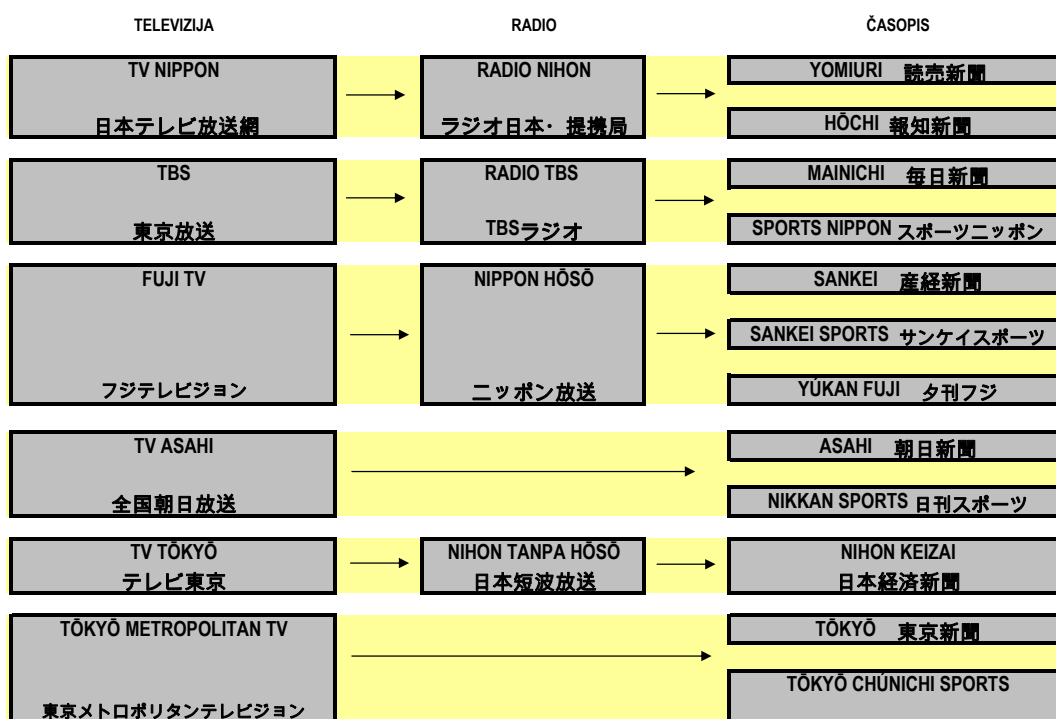 TELEVIZIJA RADIO ČASOPIS
TV NIPPON
日本テレビ放送網
RADIO NIHON
ラジオ日本・提携局
YOMIURI 読売新聞
HŌCHI 報知新聞
TBS
東京放送
RADIO TBS
TBSラジオ
MAINICHI 毎日新聞
SPORTS NIPPON スポーツニッポン
FUJI TV
フジテレビジョン
NIPPON HŌSŌ
ニッポン放送
SANKEI 産経新聞
SANKEI SPORTS サンケイスポーツ
YÚKAN FUJI 夕刊フジ
TV ASAHI
全国朝日放送
ASAHI 朝日新聞
NIKKAN SPORTS 日刊スポーツ
TV TŌKYŌ
テレビ東京
NIHON TANPA HŌSŌ
日本短波放送
NIHON KEIZAI
日本経済新聞
TŌKYŌ METROPOLITAN TV
東京メトロポリタンテレビジョン
TŌKYŌ 東京新聞
TŌKYŌ CHÚNICHI SPORTS